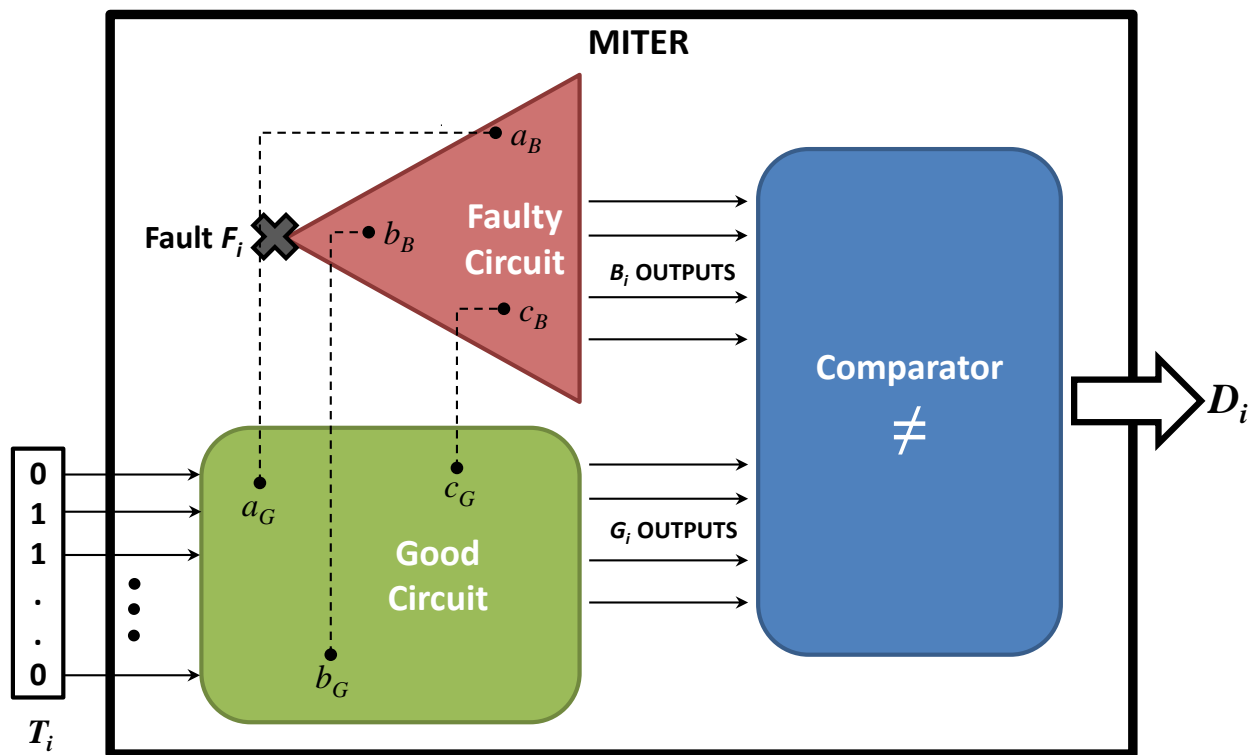 MITER
a_B
Fault F_i
b_B
Faulty
Circuit
B_i OUTPUTS
c_B
Comparator
≠
D_i
0
1
1
.
.
0
T_i
a_G
c_G
G_i OUTPUTS
Good
Circuit
b_G